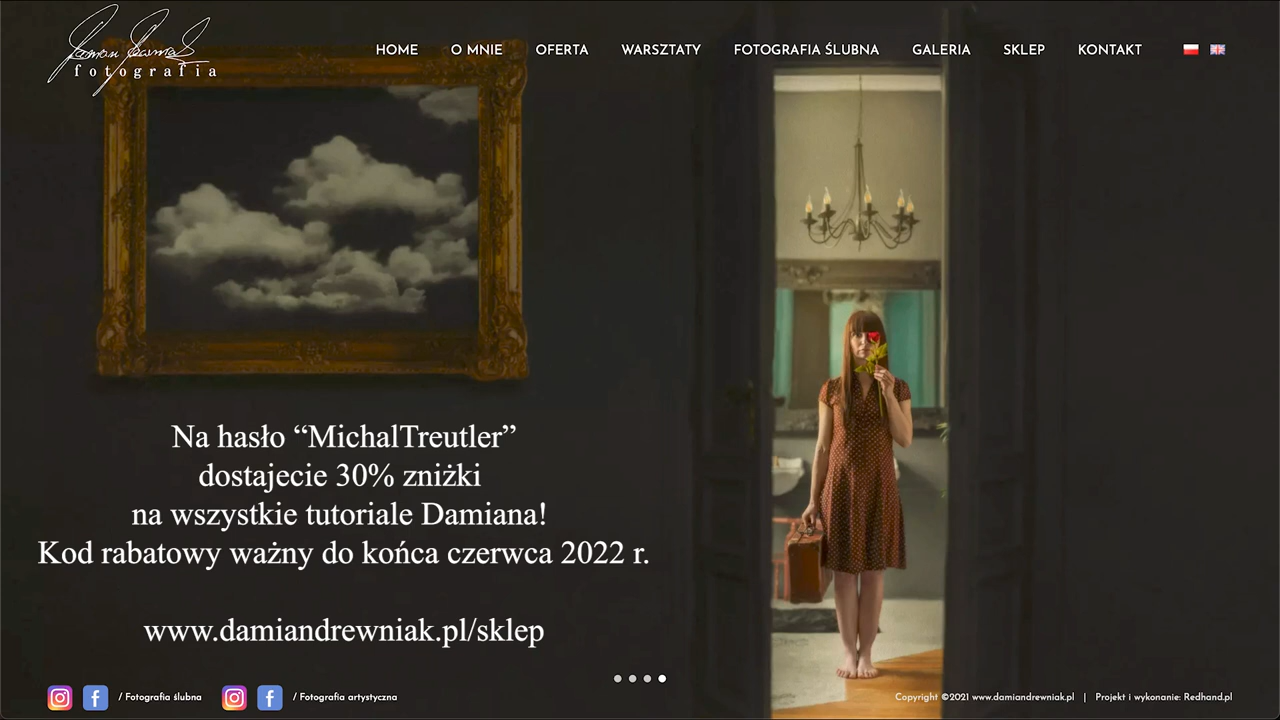 fotografia
HOME O MNIE OFERTA WARSZTATY FOTOGRAFIA ŚLUBNA GALERIA SKLEP KONTAKT
Na hasło “MichalTreutler”
dostajecie 30% zniżki
na wszystkie tutoriale Damiana!
Kod rabatowy ważny do końca czerwca 2022 r.
www.damiandrewniak.pl/sklep
/ Fotografia ślubna / Fotografia artystyczna
Copyright ©2021 www.damiandrewniak.pl | Projekt i wykonanie: Redhand.pl